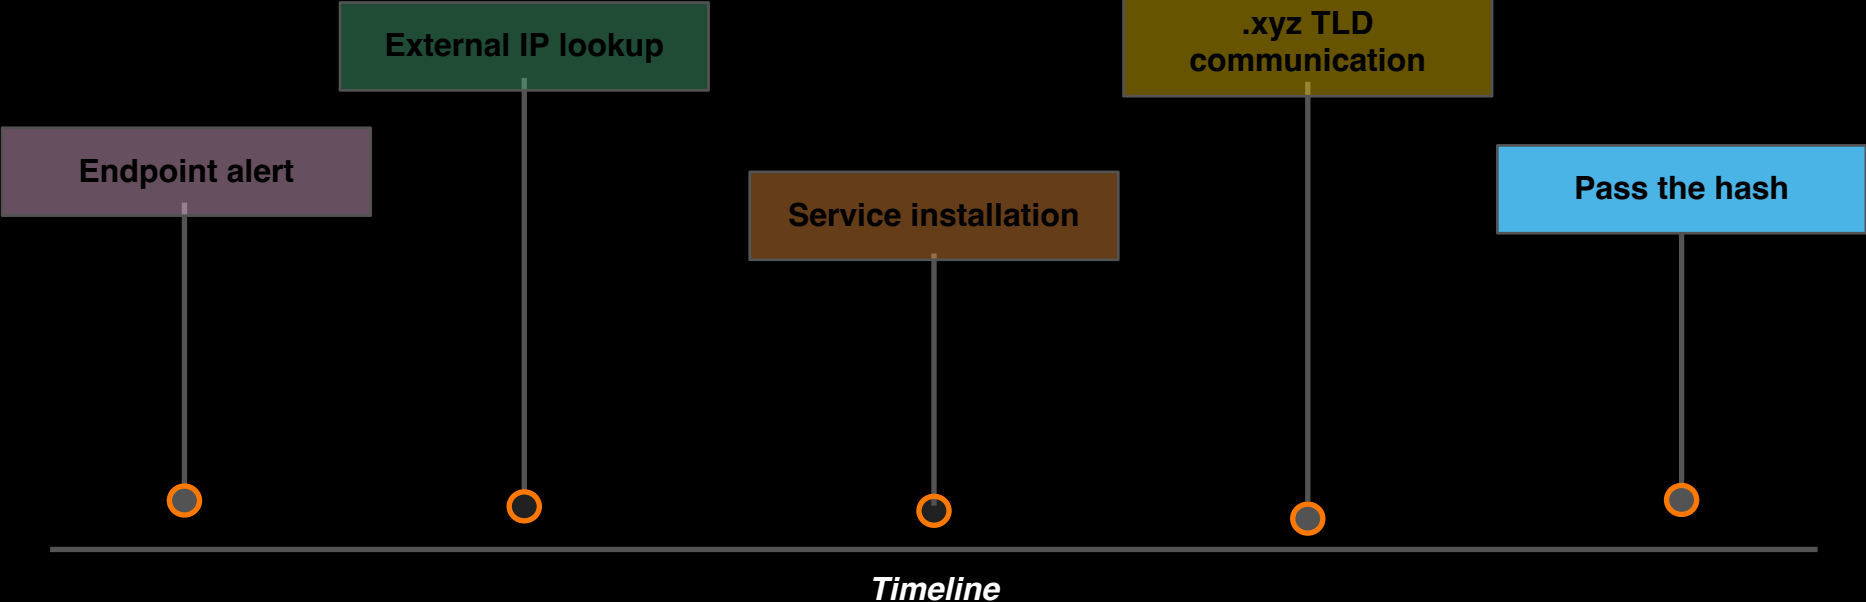 Endpoint alert
External IP lookup
Service installation
.xyz TLD
communication
Pass the hash
Timeline